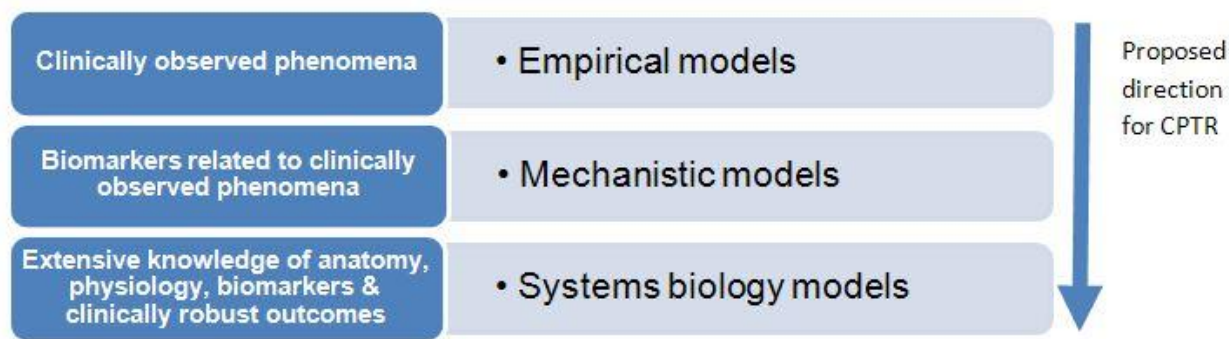 Clinically observed phenomena
• Empirical models
Biomarkers related to clinically
observed phenomena
• Mechanistic models
Extensive knowledge of anatomy,
physiology, biomarkers &
clinically robust outcomes
• Systems biology models
Proposed
direction
for CPTR